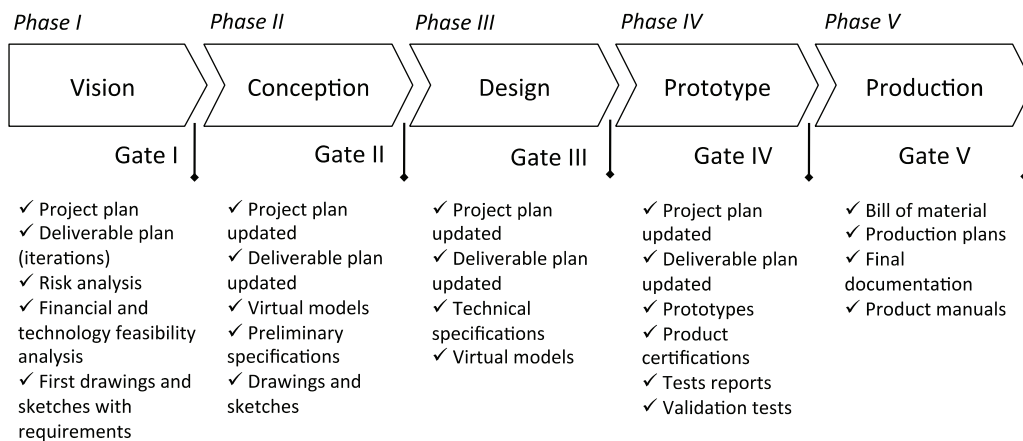 Phase I
Phase II
Phase III
Phase IV
Phase V
Vision
Conception
Design
Prototype
Production
Gate I
Gate II
Gate III
Gate IV
Gate V
✓ Project plan
✓ Deliverable plan
(iterations)
✓ Risk analysis
✓ Financial and
technology feasibility
analysis
✓ First drawings and
sketches with
requirements
✓ Project plan
updated
✓ Deliverable plan
updated
✓ Virtual models
✓ Preliminary
specifications
✓ Drawings and
sketches
✓ Project plan
updated
✓ Deliverable plan
updated
✓ Technical
specifications
✓ Virtual models
✓ Project plan
updated
✓ Deliverable plan
updated
✓ Prototypes
✓ Product
certifications
✓ Tests reports
✓ Validation tests
✓ Bill of material
✓ Production plans
✓ Final
documentation
✓ Product manuals